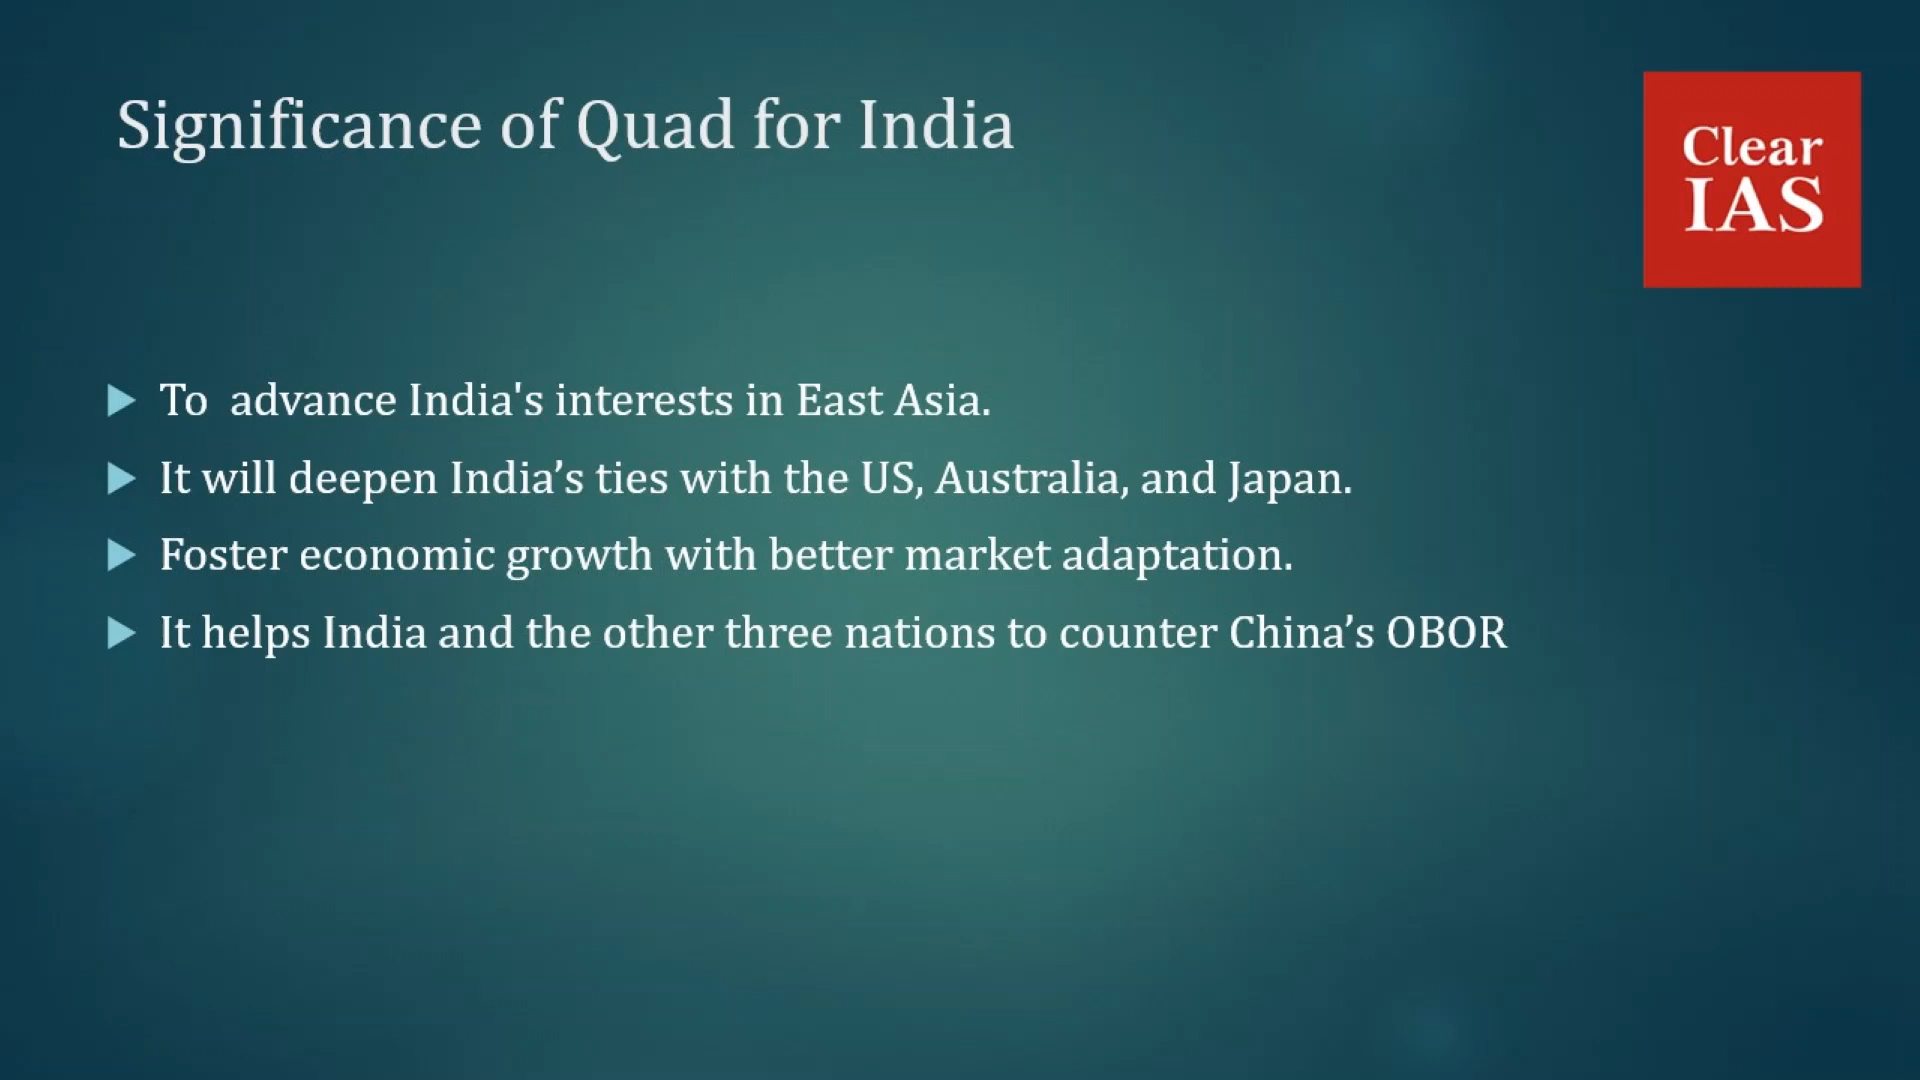 Significance of Quad for India
Clear
IAS
To  advance India's interests in East Asia.
It will deepen India’s ties with the US, Australia, and Japan.
Foster economic growth with better market adaptation.
It helps India and the other three nations to counter China’s OBOR